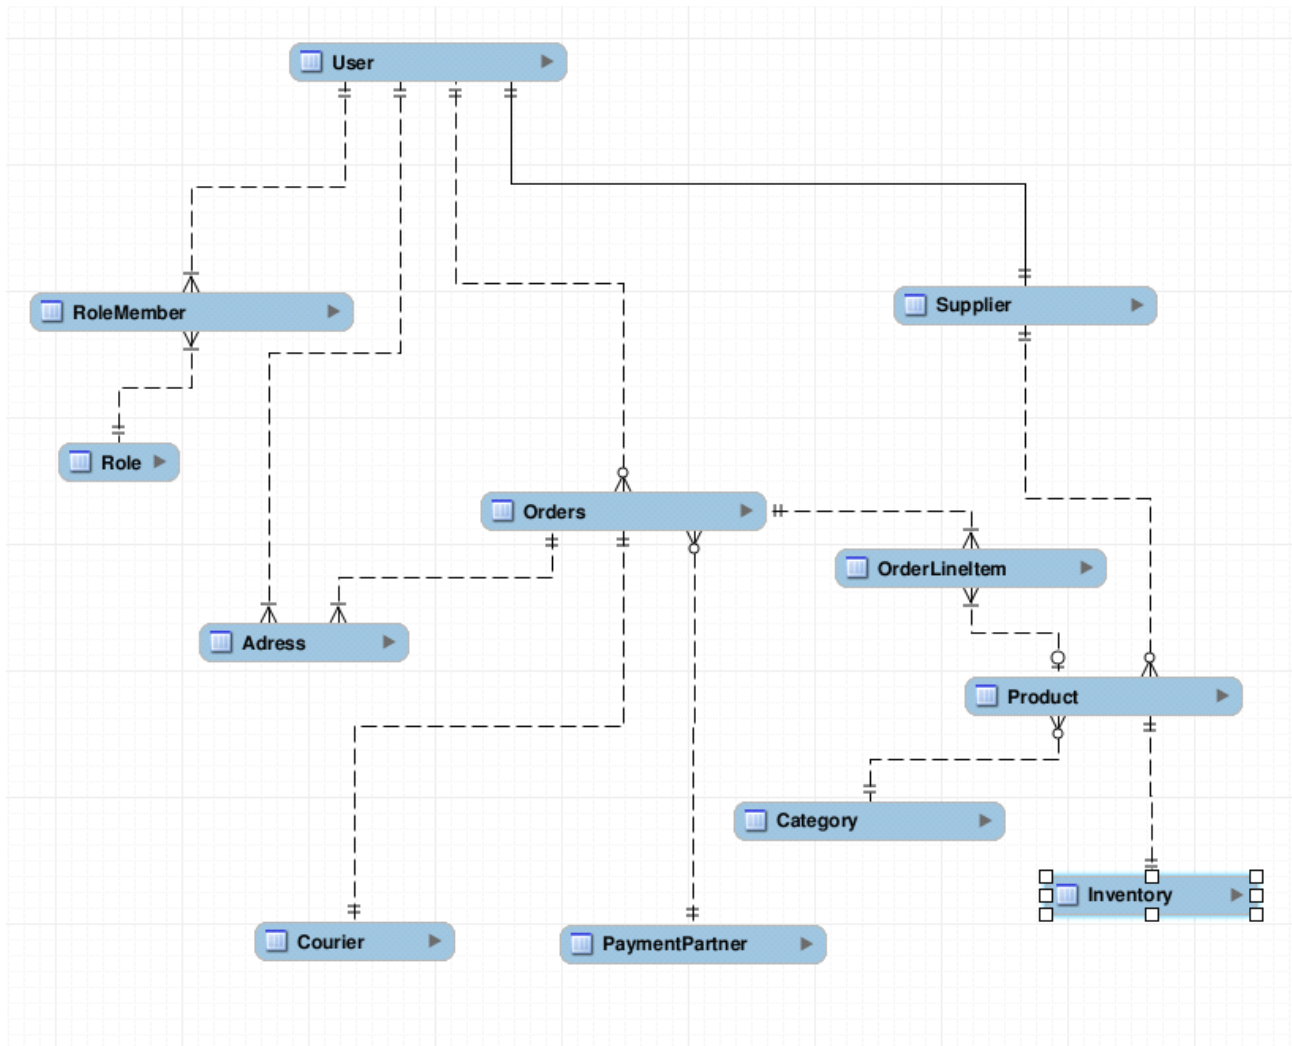 User
RoleMember
Supplier
Role
Orders
OrderLineItem
Adress
Product
Category
Inventory
Courier
PaymentPartner